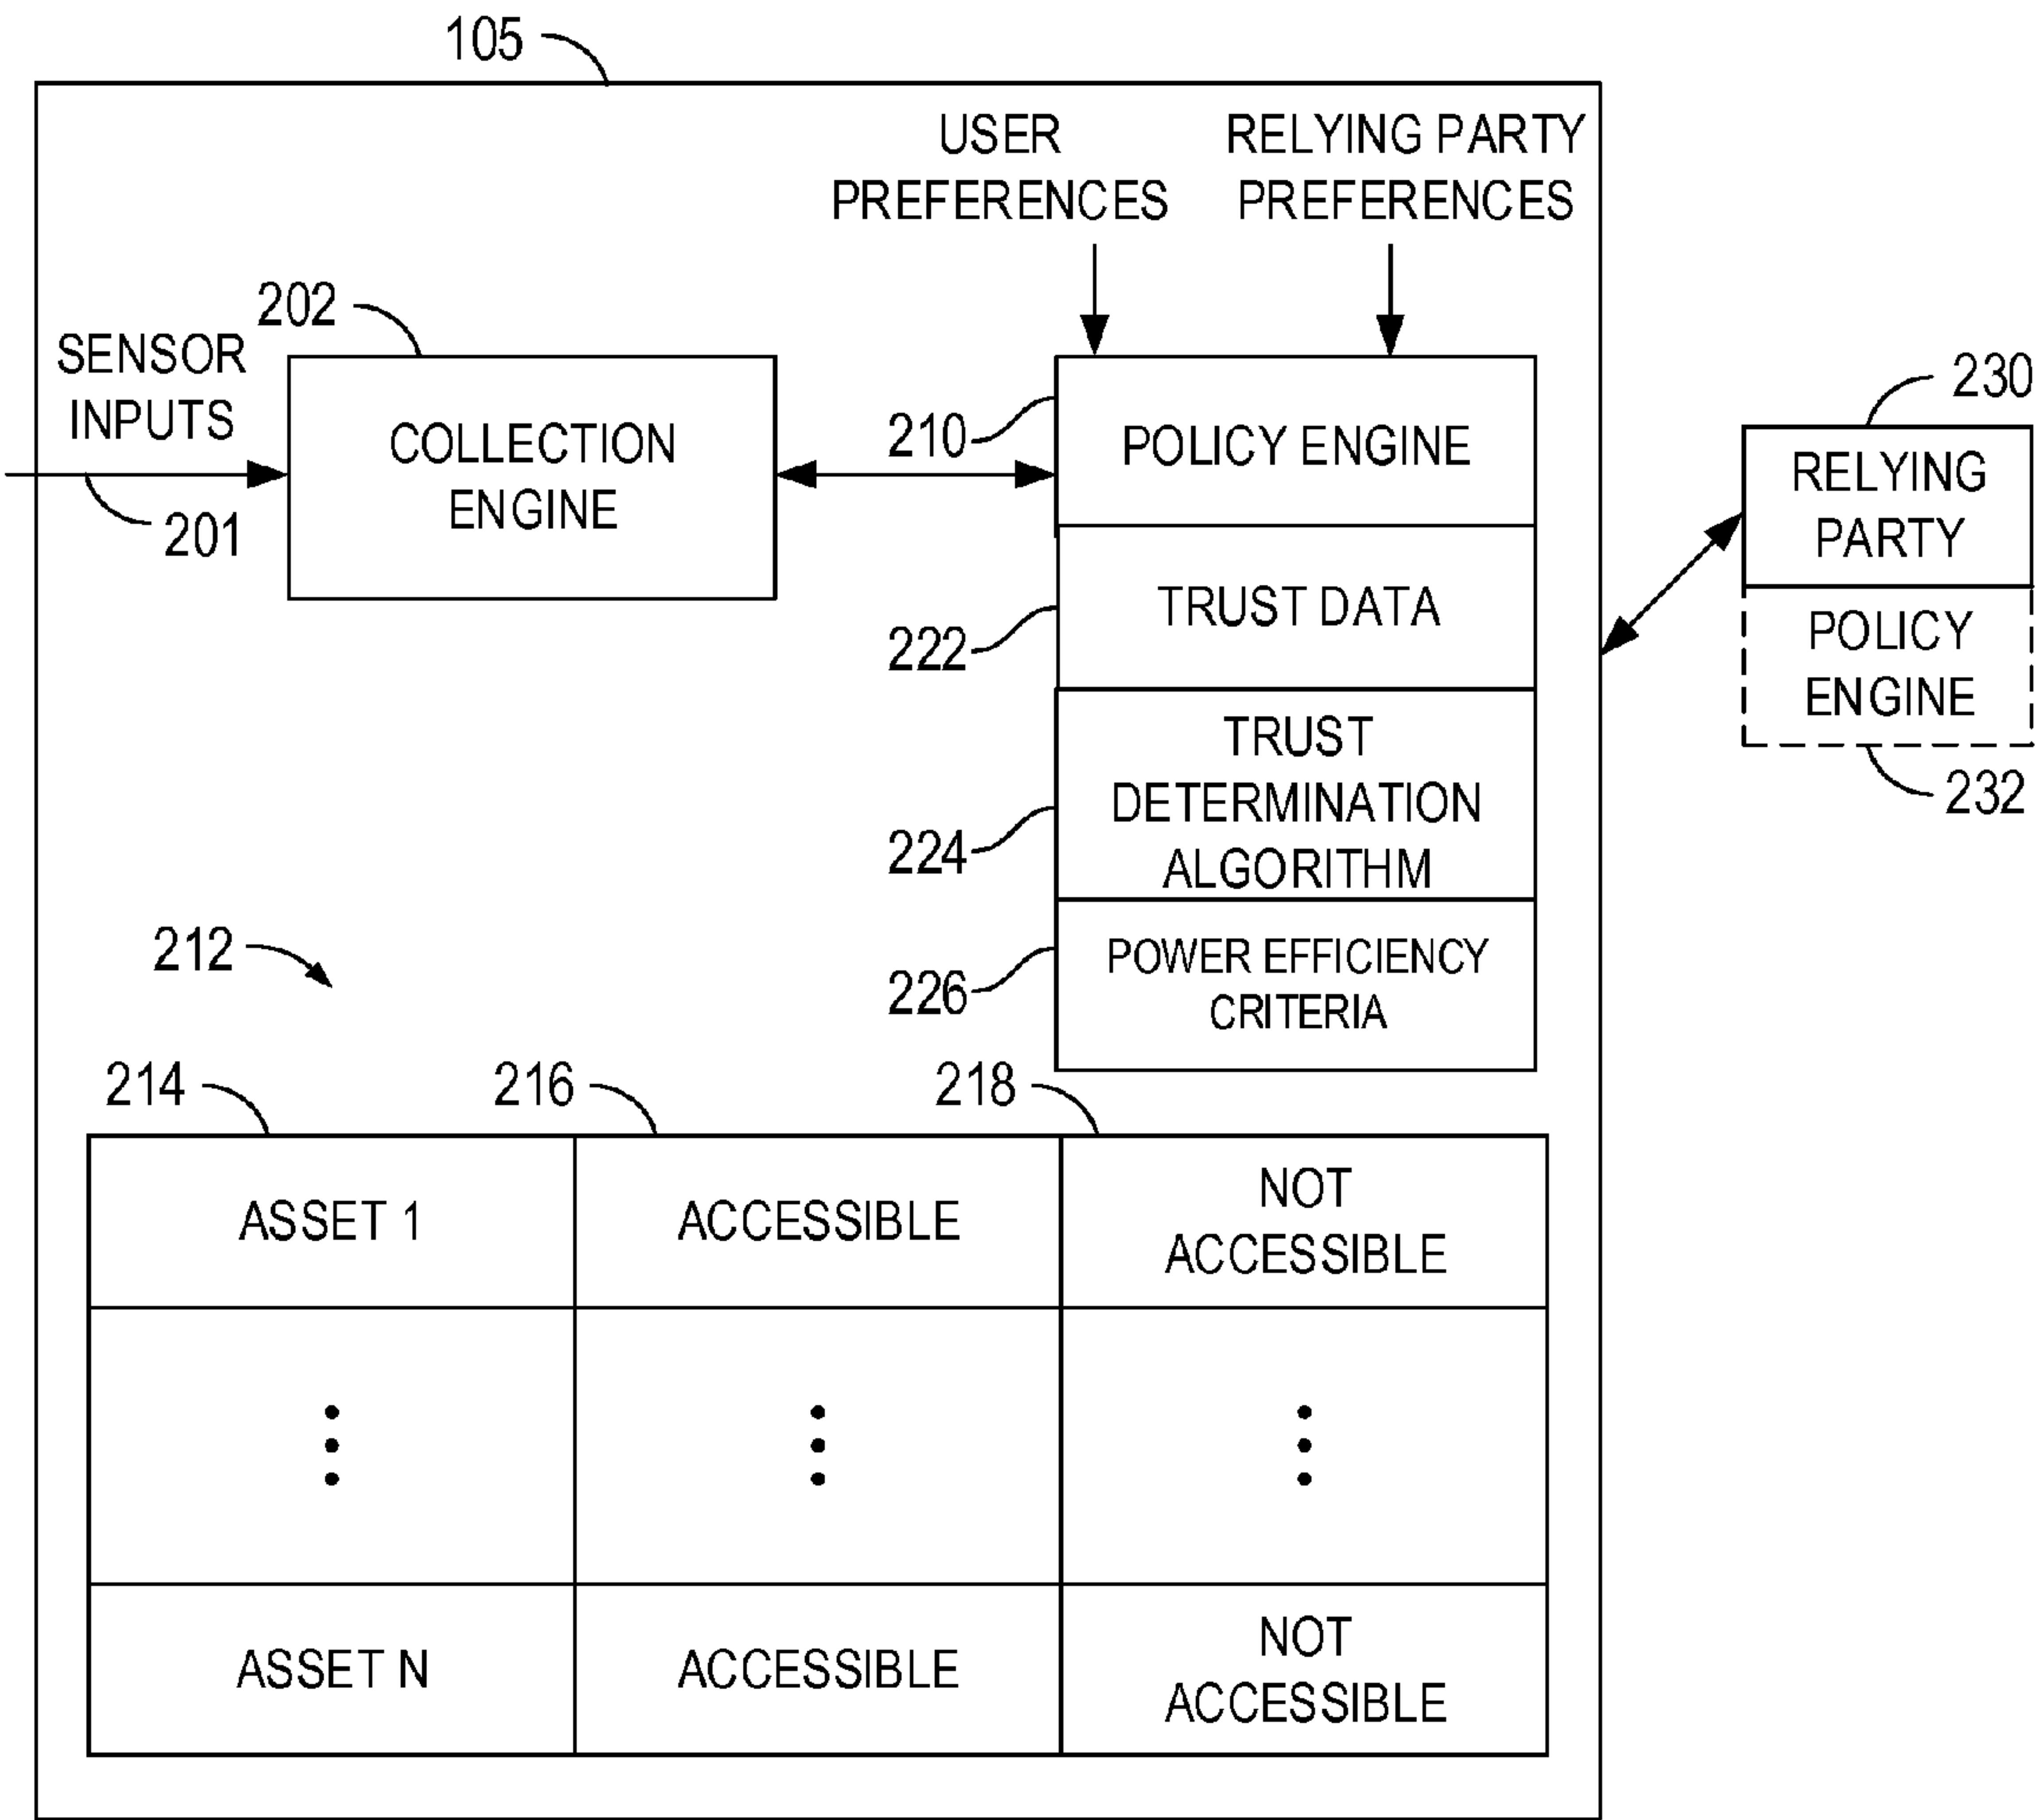 105
USER
PREFERENCES
RELYING PARTY
PREFERENCES
202
SENSOR
INPUTS
201
COLLECTION
ENGINE
210
POLICY ENGINE
222
TRUST DATA
224
TRUST
DETERMINATION
ALGORITHM
226
POWER EFFICIENCY
CRITERIA
230
RELYING
PARTY
POLICY
ENGINE
232
212
214
216
218
ASSET 1
ACCESSIBLE
NOT
ACCESSIBLE
ASSET N
ACCESSIBLE
NOT
ACCESSIBLE